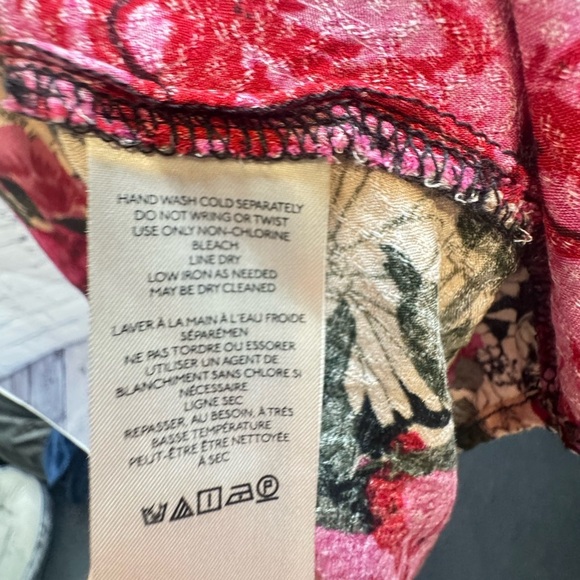 HAND WASH COLD SEPARATELY
DO NOT WRING OR TWIST
USE ONLY NON-CHLORINE
BLEACH
LINE DRY
LOW IRON AS NEEDED
MAY BE DRY CLEANED
LAVER À LA MAIN À L'EAU FROIDE
SÉPARÉMEN
NE PAS TORDRE OU ESSORER
UTILISER UN AGENT DE
BLANCHIMENT SANS CHLORE SI
NÉCESSAIRE
LIGNE SEC
REPASSER, AU BESOIN, À TRÉS
BASSE TEMPÉRATURE
PEUT-ÊTRE ÊTRE NETTOYÉE
À SEC